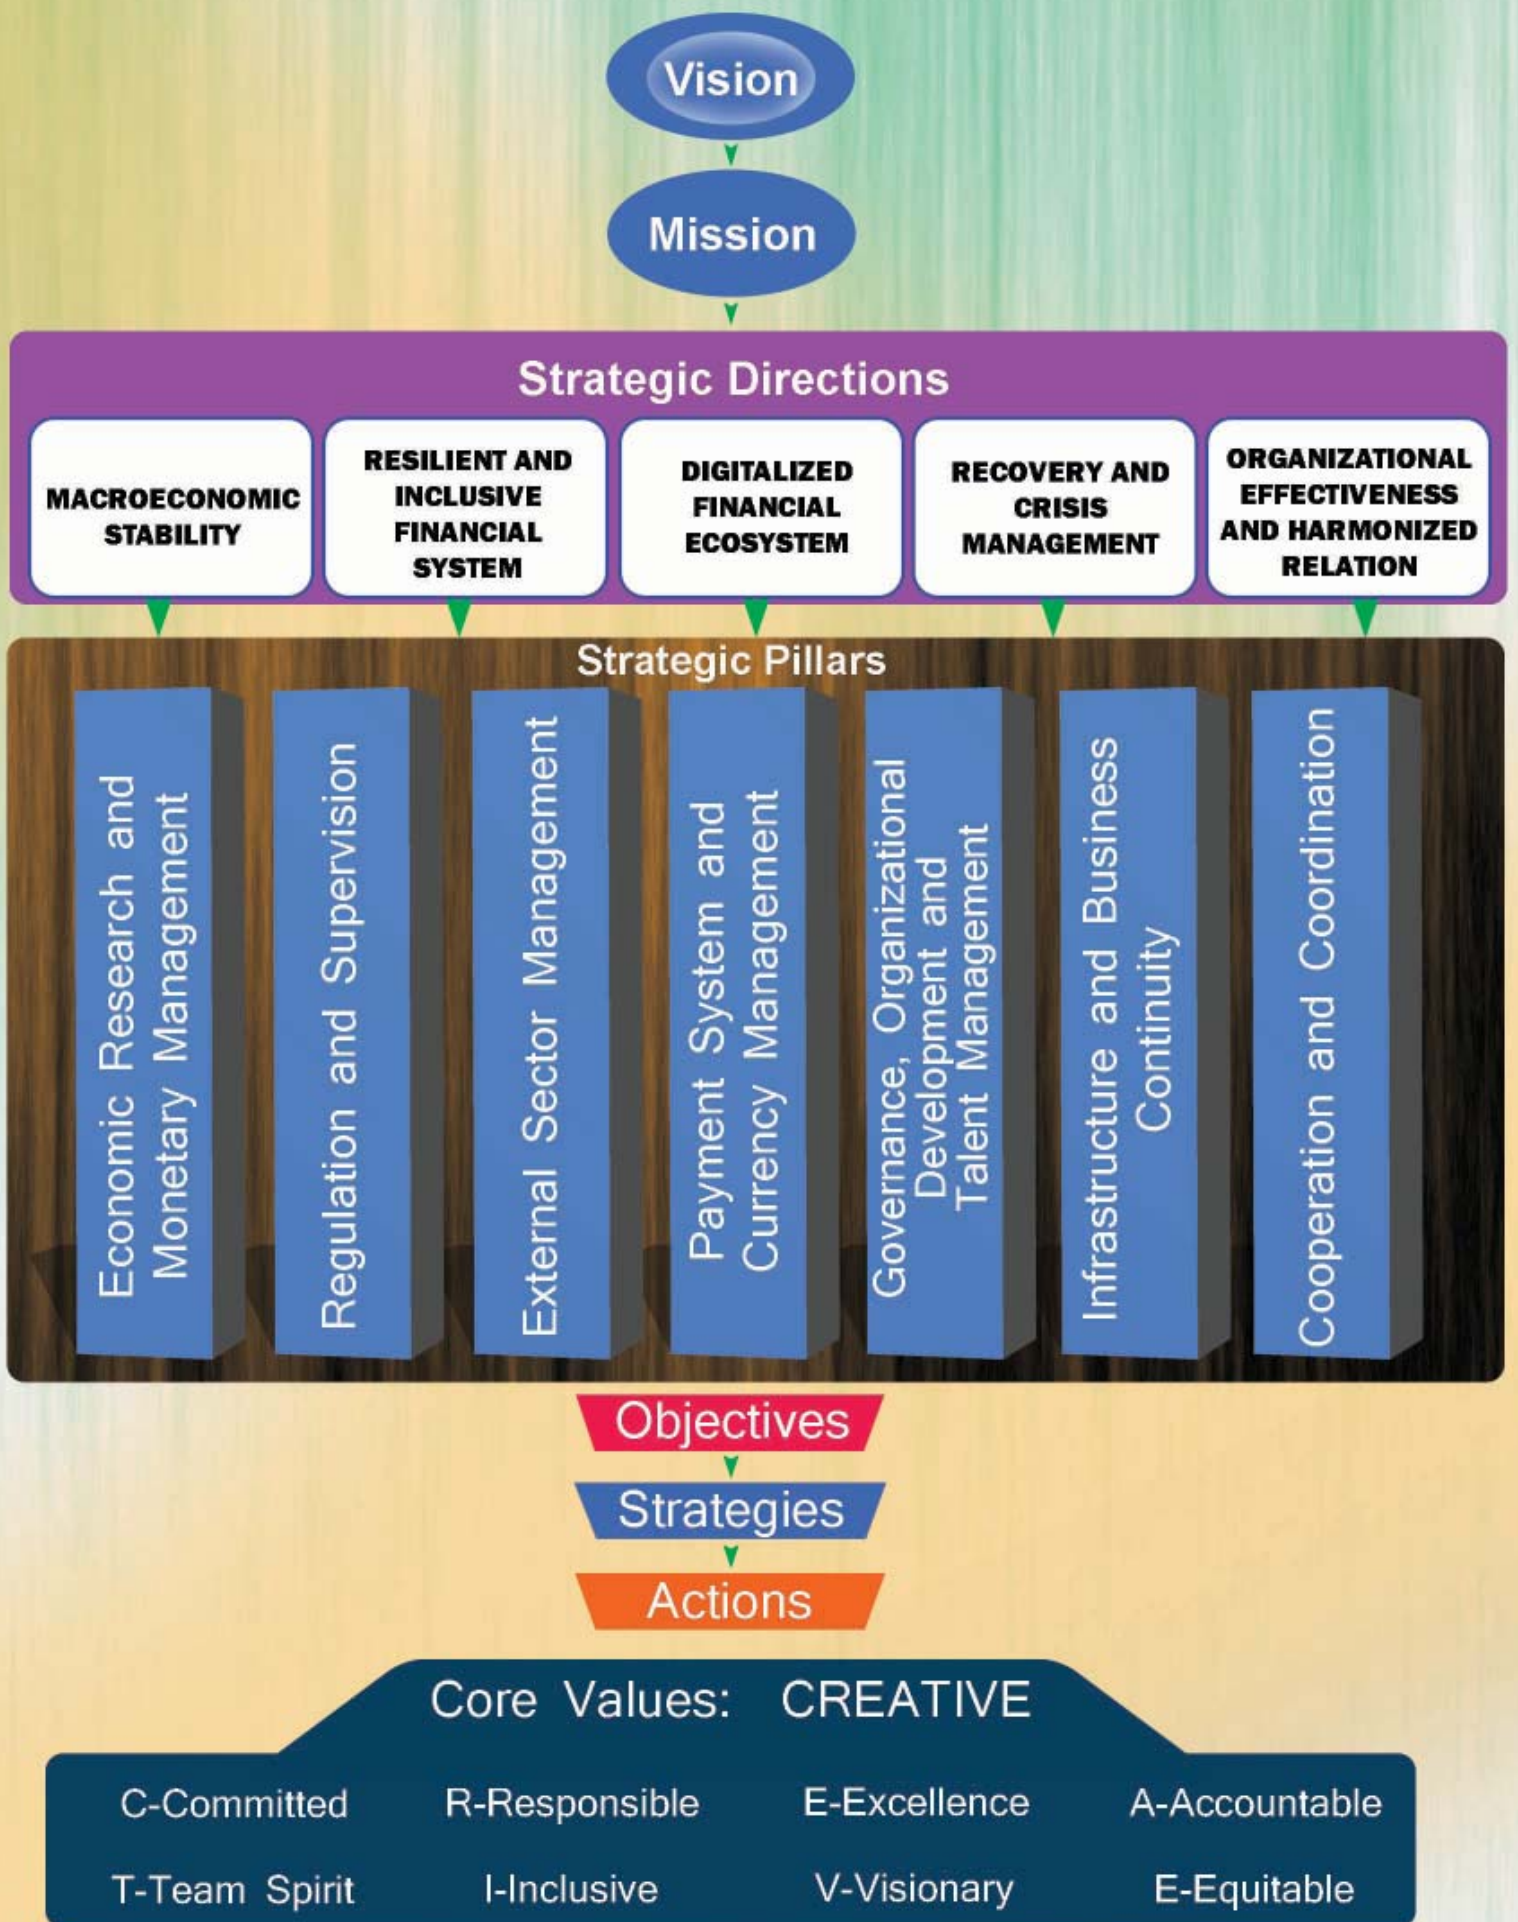 Vision
Mission
Strategic Directions
MACROECONOMIC
STABILITY
RESILIENT AND
INCLUSIVE
FINANCIAL
SYSTEM
DIGITALIZED
FINANCIAL
ECOSYSTEM
RECOVERY AND
CRISIS
MANAGEMENT
ORGANIZATIONAL
EFFECTIVENESS
AND HARMONIZED
RELATION
Strategic Pillars
Economic Research and
Monetary Management
Regulation and Supervision
External Sector Management
Payment System and
Currency Management
Governance, Organizational
Development and
Talent Management
Infrastructure and Business
Continuity
Cooperation and Coordination
Objectives
Strategies
Actions
Core Values: CREATIVE
C-Committed R-Responsible E-Excellence A-Accountable
T-Team Spirit I-Inclusive V-Visionary E-Equitable